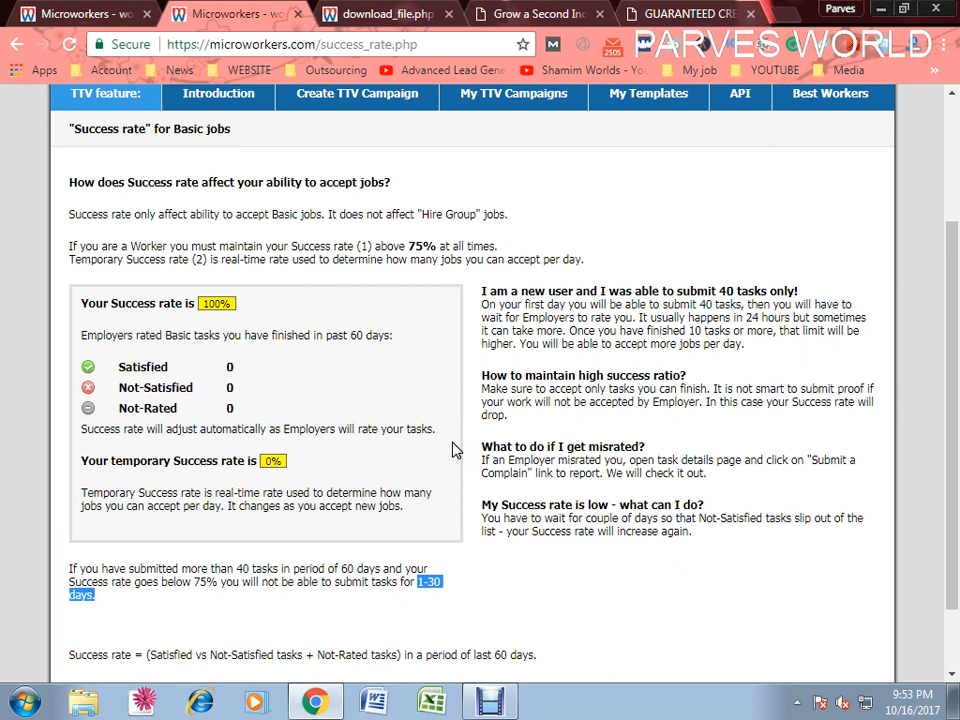 Microworkers - wo
Microworkers - wo
download_file.php
Grow a Second Inc
GUARANTEED CRE
Parves
Secure
https://microworkers.com/success_rate.php
2505
PARVES WORLD
Apps
Account
News
WEBSITE
Outsourcing
Advanced Lead Gene
Shamim Worlds - Yo
My job
YOUTUBE
Media
TTV feature:
Introduction
Create TTV Campaign
My TTV Campaigns
My Templates
API
Best Workers
"Success rate" for Basic jobs
How does Success rate affect your ability to accept jobs?
Success rate only affect ability to accept Basic jobs. It does not affect "Hire Group" jobs.
If you are a Worker you must maintain your Success rate (1) above 75% at all times.
Temporary Success rate (2) is real-time rate used to determine how many jobs you can accept per day.
Your Success rate is 100%
Employers rated Basic tasks you have finished in past 60 days:
Satisfied 0
Not-Satisfied 0
Not-Rated 0
Success rate will adjust automatically as Employers will rate your tasks.
Your temporary Success rate is 0%
Temporary Success rate is real-time rate used to determine how many
jobs you can accept per day. It changes as you accept new jobs.
I am a new user and I was able to submit 40 tasks only!
On your first day you will be able to submit 40 tasks, then you will have to
wait for Employers to rate you. It usually happens in 24 hours but sometimes
it can take more. Once you have finished 10 tasks or more, that limit will be
higher. You will be able to accept more jobs per day.
How to maintain high success ratio?
Make sure to accept only tasks you can finish. It is not smart to submit proof if
your work will not be accepted by Employer. In this case your Success rate will
drop.
What to do if I get misrated?
If an Employer misrated you, open task details page and click on "Submit a
Complain" link to report. We will check it out.
My Success rate is low - what can I do?
You have to wait for couple of days so that Not-Satisfied tasks slip out of the
list - your Success rate will increase again.
If you have submitted more than 40 tasks in period of 60 days and your
Success rate goes below 75% you will not be able to submit tasks for 1-30
days.
Success rate = (Satisfied vs Not-Satisfied tasks + Not-Rated tasks) in a period of last 60 days.
9:53 PM
10/16/2017